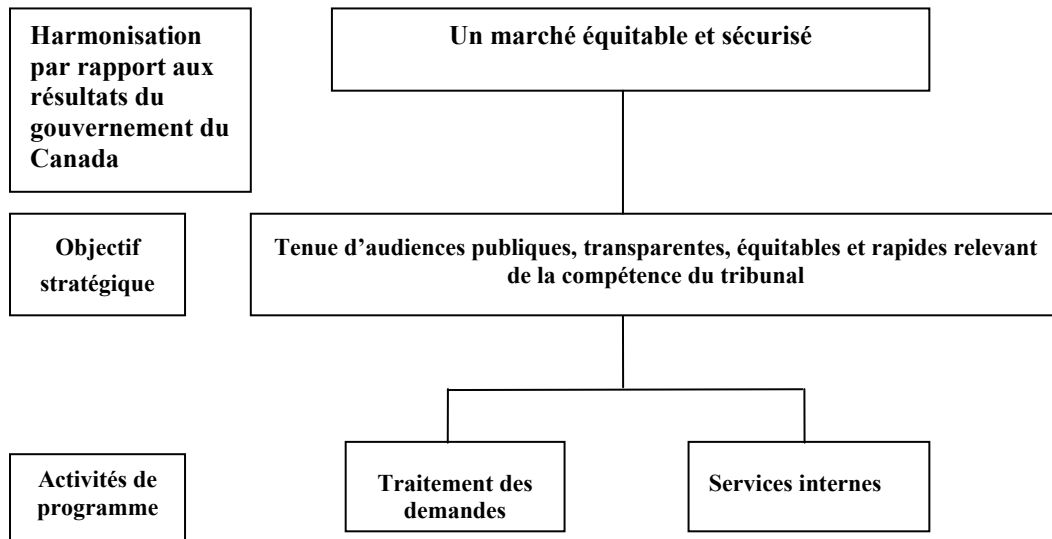 Harmonisation
par rapport aux
résultats du
gouvernement du
Canada
Un marché équitable et sécurisé
Objectif
stratégique
Tenue d’audiences publiques, transparentes, équitables et rapides relevant
de la compétence du tribunal
Activités de
programme
Traitement des
demandes
Services internes